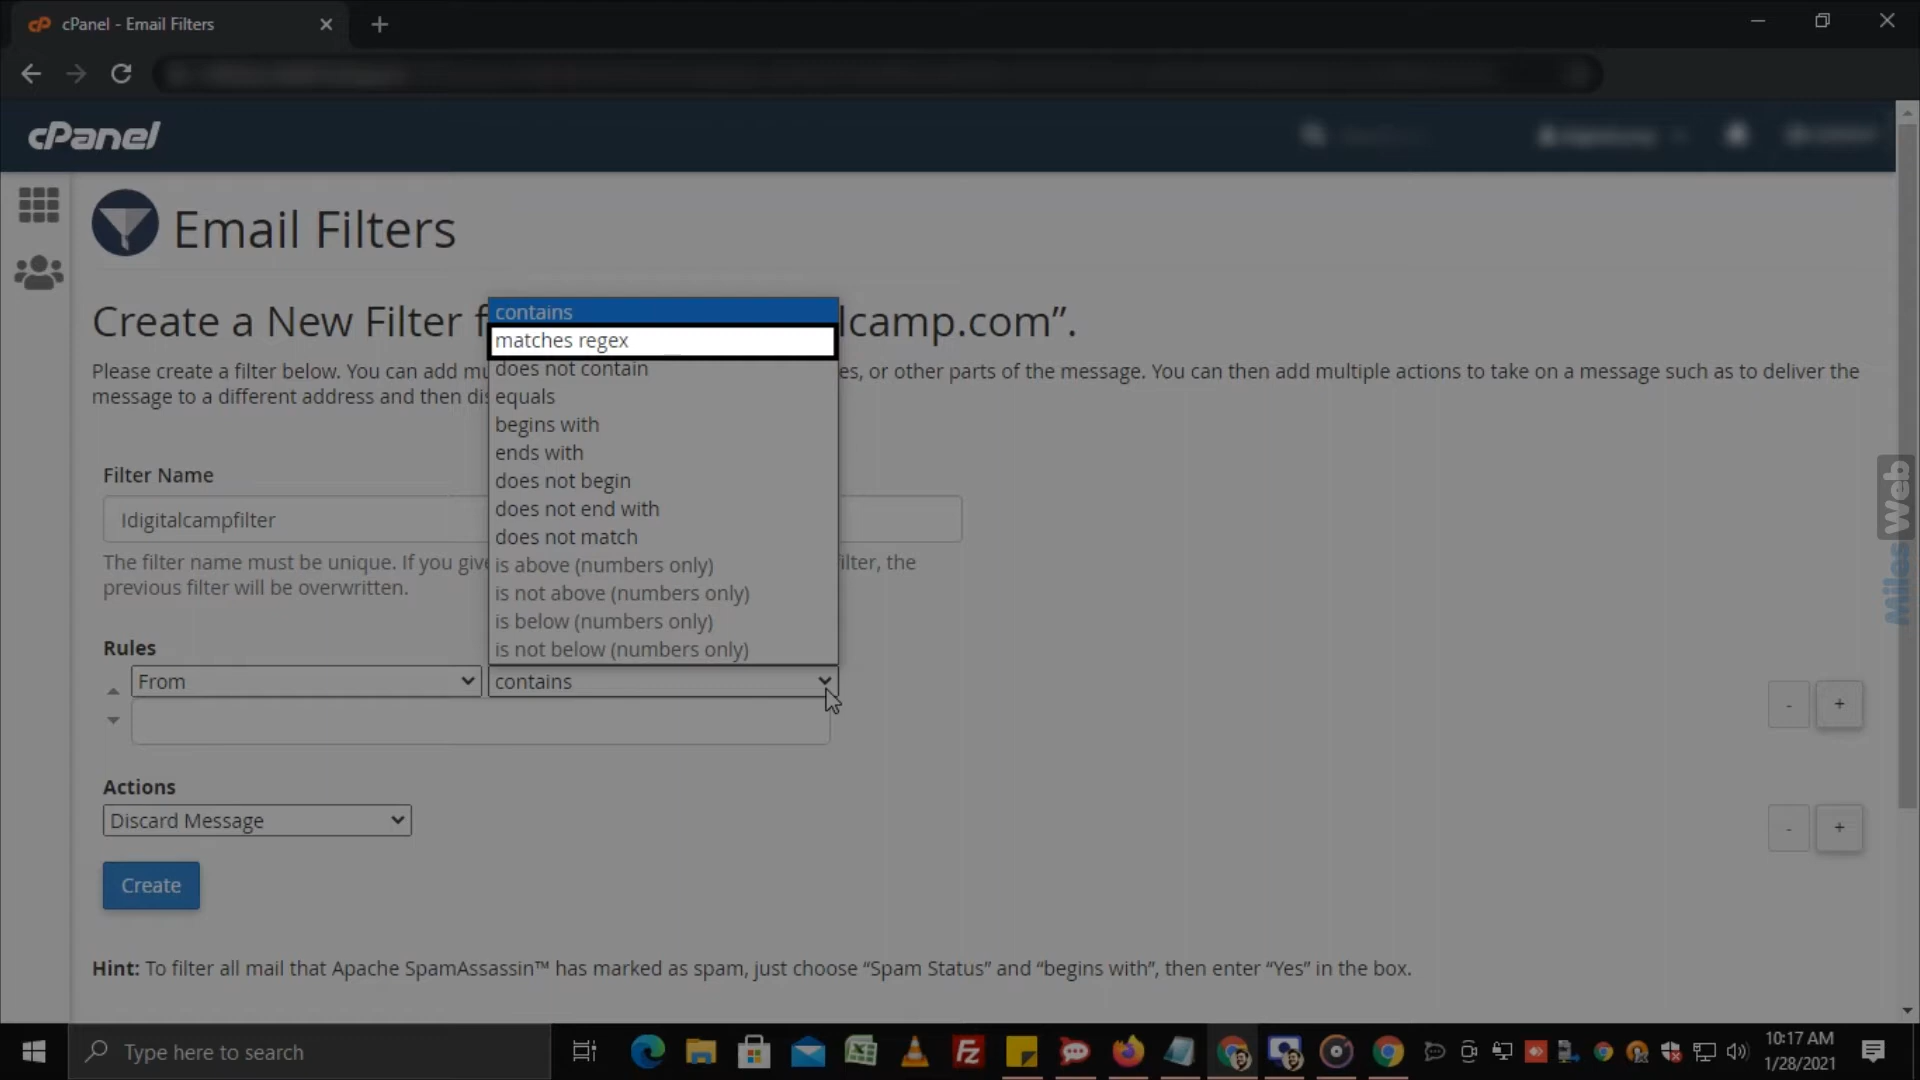 cPanel - Email Filters
cPanel
Email Filters
Create a New Filter f
lcamp.com”.
Please create a filter below. You can add mu
es, or other parts of the message. You can then add multiple actions to take on a message such as to deliver the
message to a different address and then dis
contains
matches regex
does not contain
equals
begins with
ends with
does not begin
does not end with
does not match
is above (numbers only)
is not above (numbers only)
is below (numbers only)
is not below (numbers only)
Filter Name
Idigitalcampfilter
The filter name must be unique. If you give
filter, the
previous filter will be overwritten.
Rules
From
contains
- +
Actions
Discard Message
- +
Create
Hint: To filter all mail that Apache SpamAssassin™ has marked as spam, just choose “Spam Status” and “begins with”, then enter “Yes” in the box.
MilesWeb
Type here to search
10:17 AM
1/28/2021